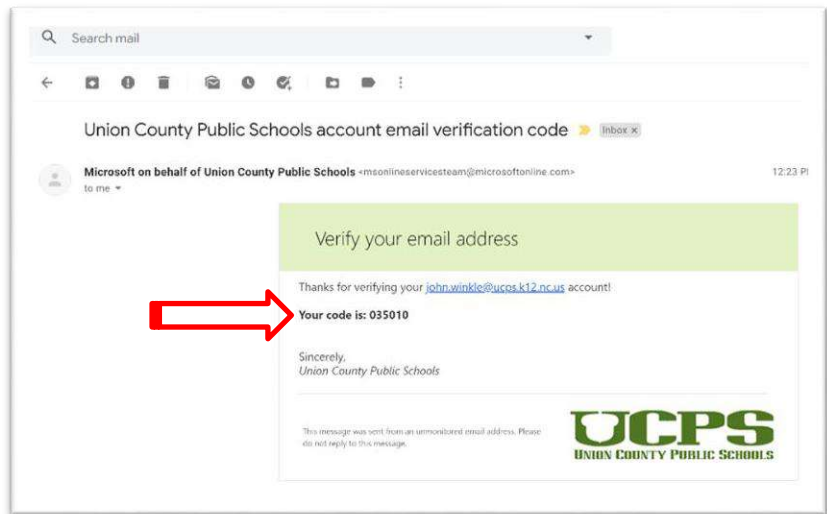 Search mail
Union County Public Schools account email verification code Inbox x
Microsoft on behalf of Union County Public Schools <msonlineservicesteam@microsoftonline.com> 12:23 P
to me
Verify your email address
Thanks for verifying your john.winkle@ucps.k12.nc.us account!
Your code is: 035010
Sincerely,
Union County Public Schools
This message was sent from an unmonitored email address. Please
do not reply to this message.
UCPS
UNION COUNTY PUBLIC SCHOOLS